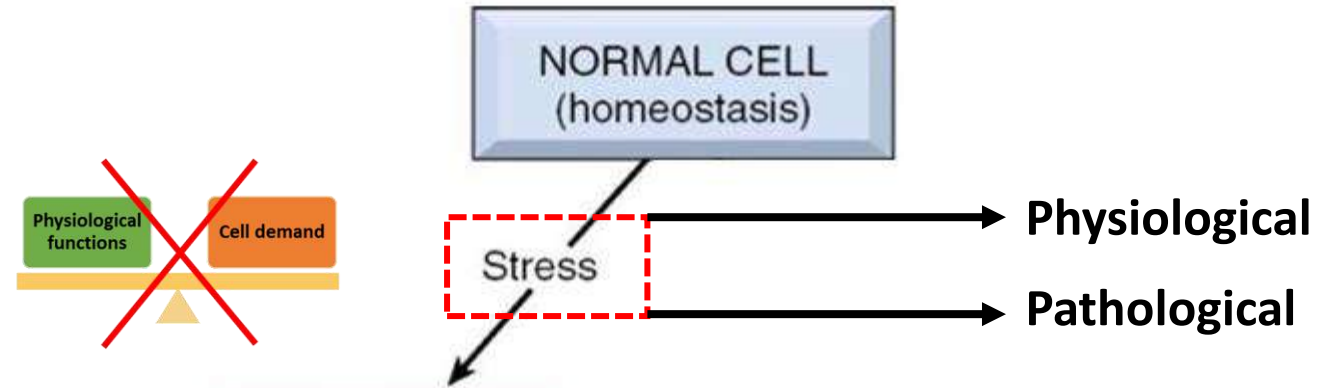 NORMAL CELL
(homeostasis)
Physiological
functions
Cell demand
Stress
Physiological
Pathological